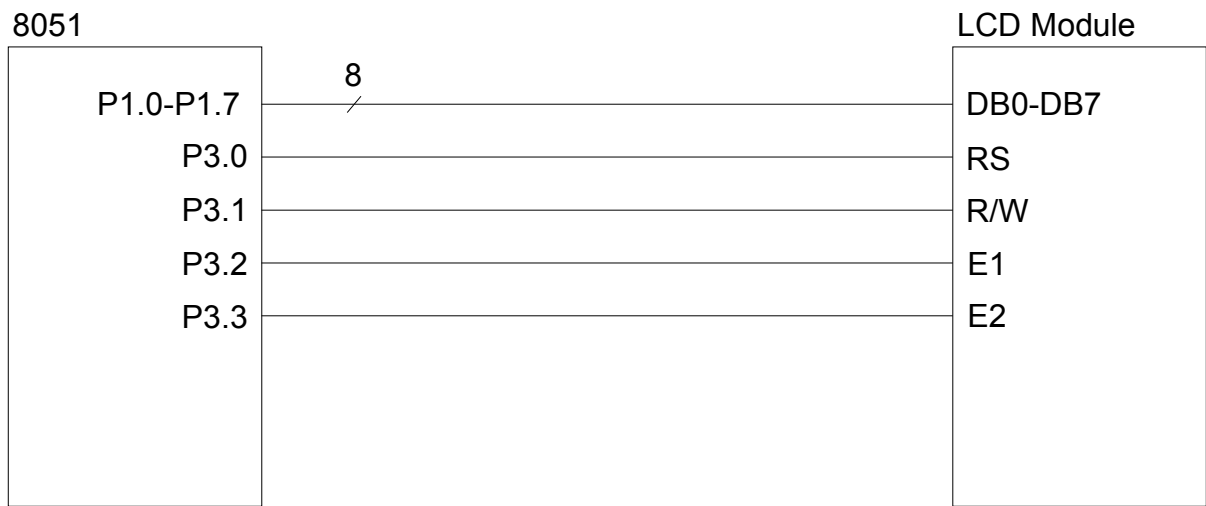 8051
LCD Module
8
P1.0-P1.7
DB0-DB7
P3.0
RS
P3.1
R/W
P3.2
E1
P3.3
E2